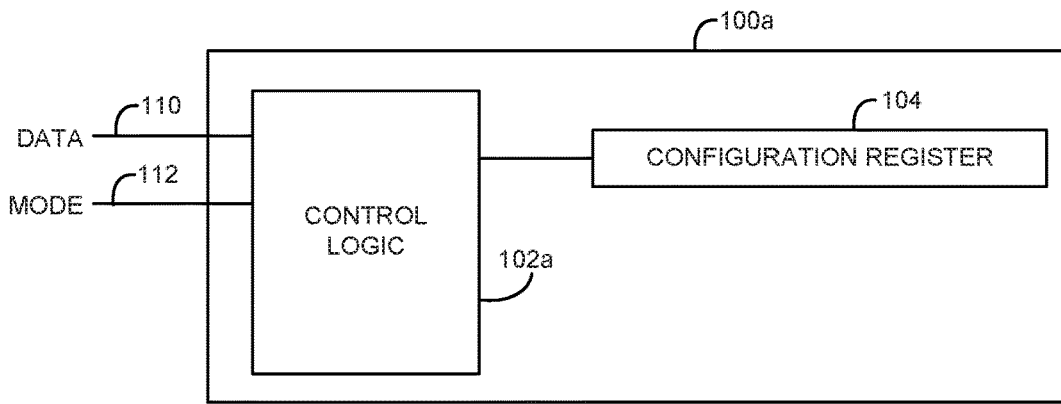 100a
110
104
DATA
CONFIGURATION REGISTER
112
MODE
CONTROL
LOGIC
102a